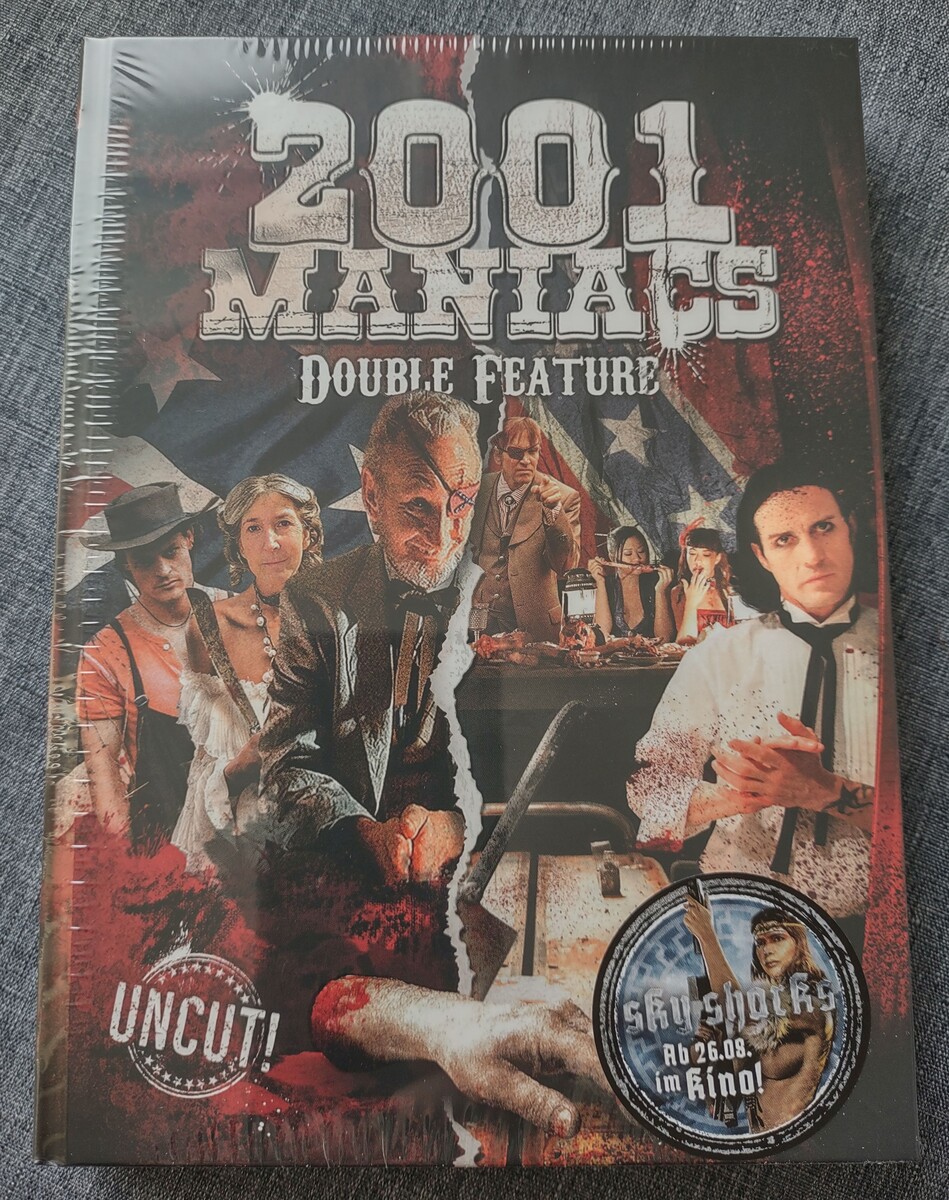 2001
MANIACS
DOUBLE FEATURE
UNCUT!
sky sharks
Ab 26.08.
im Kino!